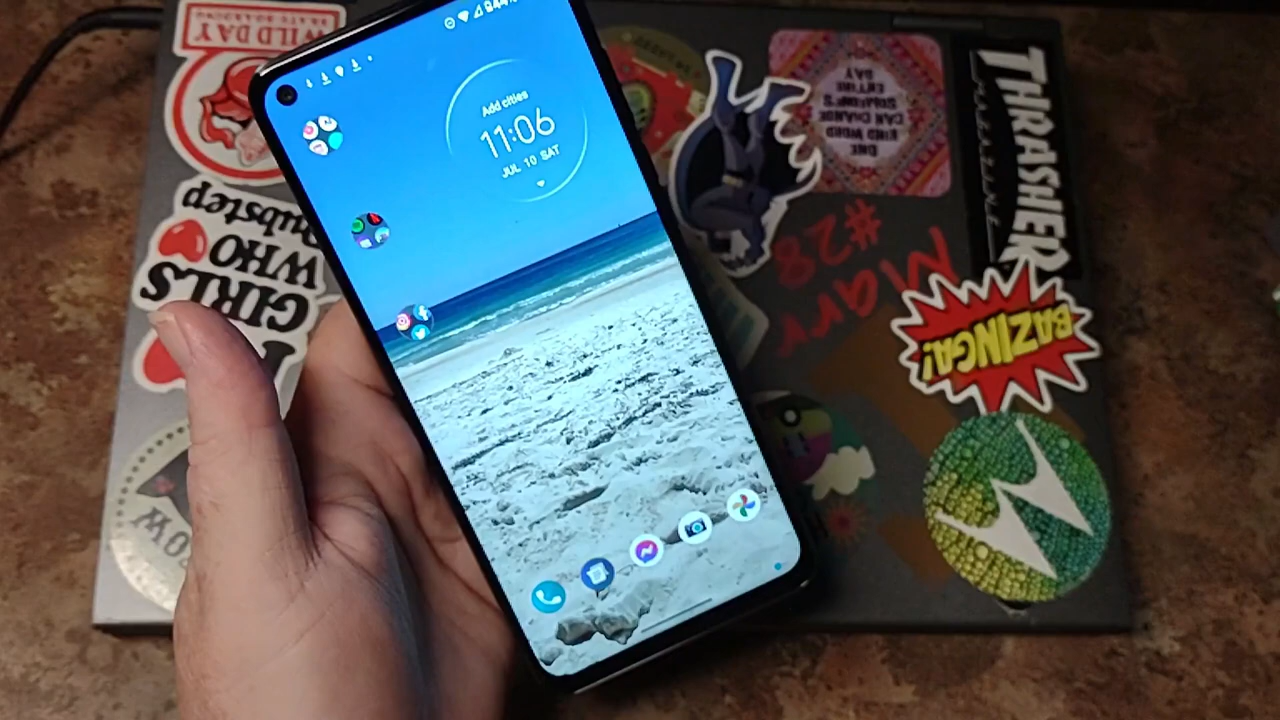 Add cities
11:06
JUL 10 SAT
WILD DAY
Dubstep
WHO
GIRLS
I
THRASHER
ONE
KIND WORD
CAN CHANGE
SOMEONE'S
ENTIRE
DAY
Mary
#28
BAZINGA!